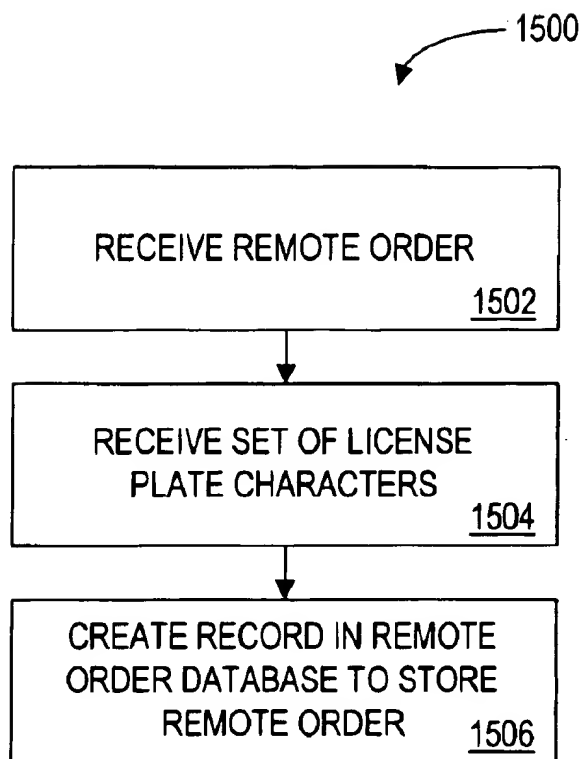 1500
RECEIVE REMOTE ORDER
1502
RECEIVE SET OF LICENSE
PLATE CHARACTERS
1504
CREATE RECORD IN REMOTE
ORDER DATABASE TO STORE
REMOTE ORDER
1506